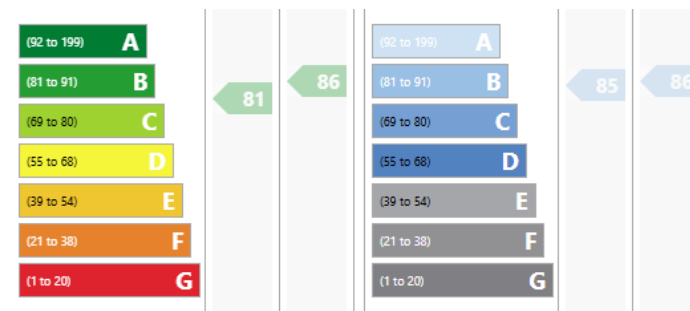 (92 to 199) A
(81 to 91) B
(69 to 80) C
(55 to 68) D
(39 to 54) E
(21 to 38) F
(1 to 20) G
81
86
(92 to 199) A
(81 to 91) B
(69 to 80) C
(55 to 68) D
(39 to 54) E
(21 to 38) F
(1 to 20) G
85
86